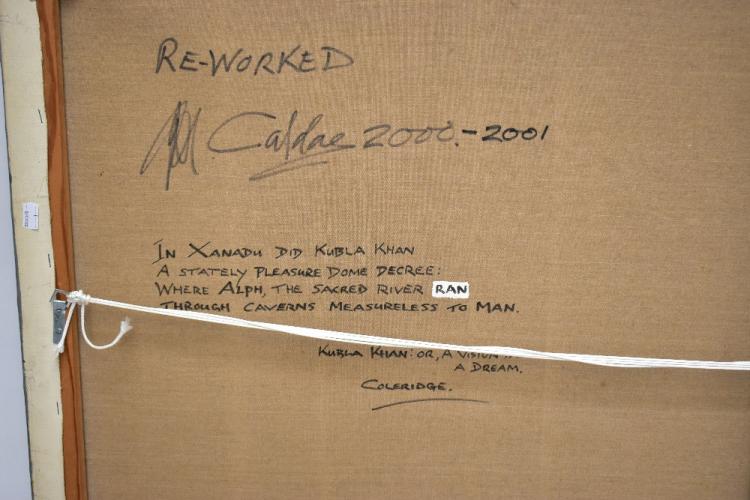 RE-WORKED
Caldae 2000.-2001
IN XANADU DID KUBLA KHAN
A STATELY PLEASURE DOME DECREE:
WHERE ALPH, THE SACRED RIVER RAN
THROUGH CAVERNS MEASURELESS TO MAN.
KUBLA KHAN: OR, A VISION
A DREAM.
COLERIDGE.